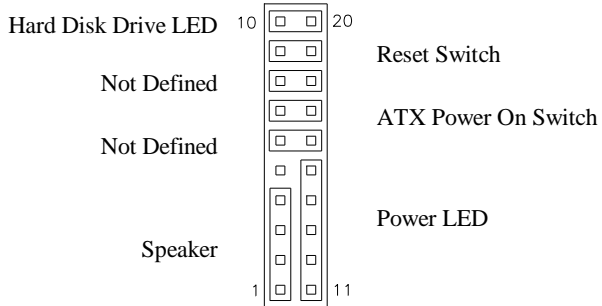 Hard Disk Drive LED 10 20
Reset Switch
Not Defined
ATX Power On Switch
Not Defined
Power LED
Speaker
1 11